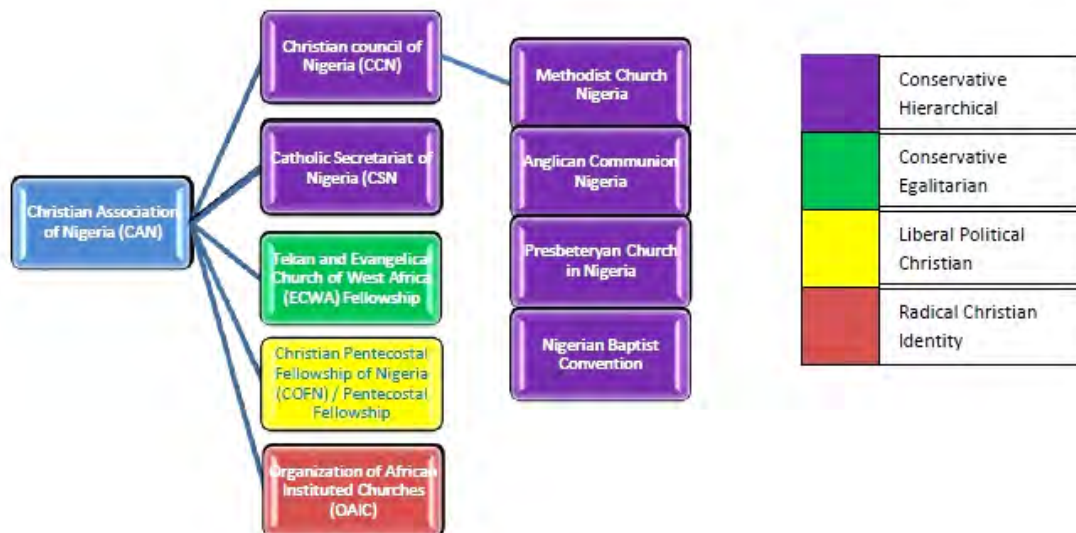 Christian Association
of Nigeria (CAN)
Christian council of
Nigeria (CCN)
Catholic Secretariat of
Nigeria (CSN
Tekan and Evangelical
Church of West Africa
(ECWA) Fellowship
Christian Pentecostal
Fellowship of Nigeria
(COFN) / Pentecostal
Fellowship
Organization of African
Instituted Churches
(OAIC)
Methodist Church
Nigeria
Anglican Communion
Nigeria
Presbeteryan Church
in Nigeria
Nigerian Baptist
Convention
Conservative
Hierarchical
Conservative
Egalitarian
Liberal Political
Christian
Radical Christian
Identity